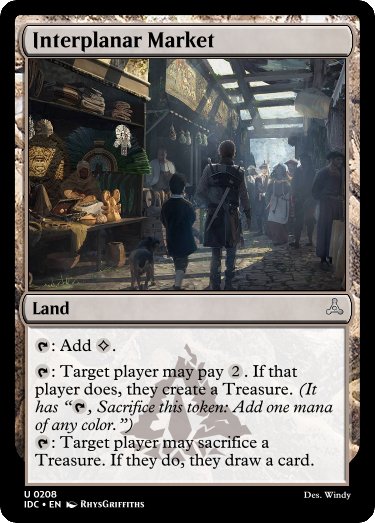 Interplanar Market
Land
{T}: Add {C}.
{T}: Target player may pay {2}. If that
player does, they create a Treasure. (It
has “{T}, Sacrifice this token: Add one mana
of any color.”)
{T}: Target player may sacrifice a
Treasure. If they do, they draw a card.
U 0208
IDC • EN RHYSGRIFFITHS
Des. Windy